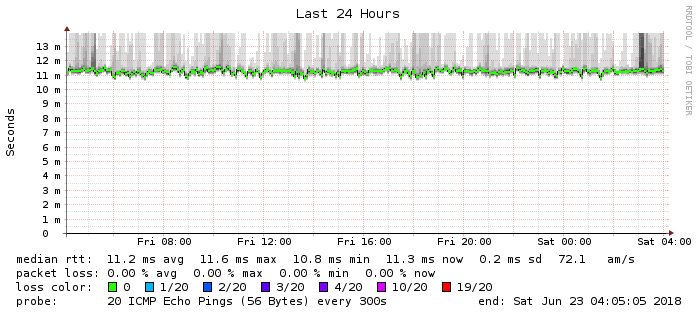 Last 24 Hours
RRDTOOL / TOBI OETIKER
Seconds
13 m
12 m
11 m
10 m
9 m
8 m
7 m
6 m
5 m
4 m
3 m
2 m
1 m
0
Fri 08:00 Fri 12:00 Fri 16:00 Fri 20:00 Sat 00:00 Sat 04:00
median rtt: 11.2 ms avg 11.6 ms max 10.8 ms min 11.3 ms now 0.2 ms sd 72.1 am/s
packet loss: 0.00 % avg 0.00 % max 0.00 % min 0.00 % now
loss color: 0 1/20 2/20 3/20 4/20 10/20 19/20
probe: 20 ICMP Echo Pings (56 Bytes) every 300s end: Sat Jun 23 04:05:05 2018